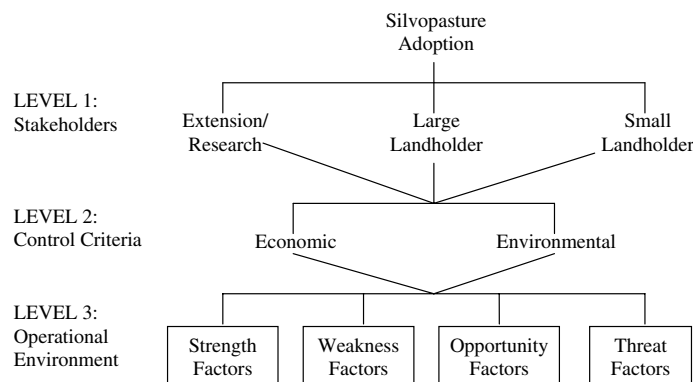 Silvopasture
Adoption
LEVEL 1:
Stakeholders
Extension/
Research
Large
Landholder
Small
Landholder
LEVEL 2:
Control Criteria
Economic
Environmental
LEVEL 3:
Operational
Environment
Strength
Factors
Weakness
Factors
Opportunity
Factors
Threat
Factors